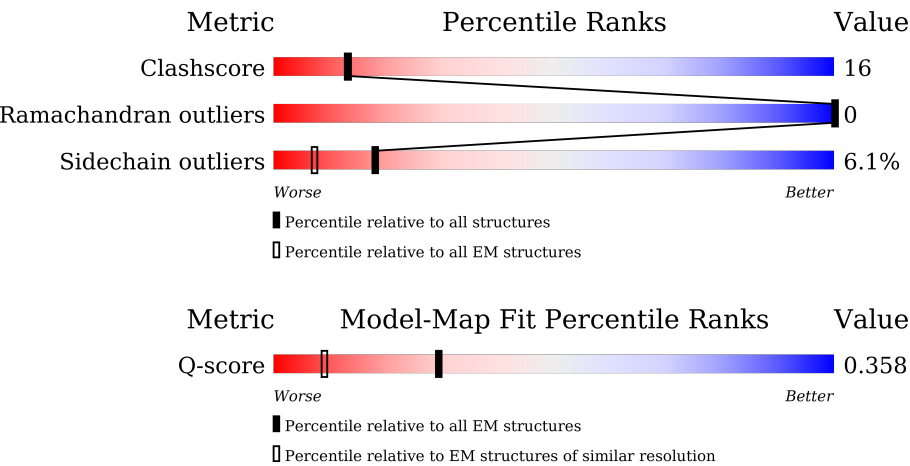 Metric Percentile Ranks Value
Clashscore 16
Ramachandran outliers 0
Sidechain outliers 6.1%
Worse Better
Percentile relative to all structures
Percentile relative to all EM structures
Metric Model-Map Fit Percentile Ranks Value
Q-score 0.358
Worse Better
Percentile relative to all EM structures
Percentile relative to EM structures of similar resolution